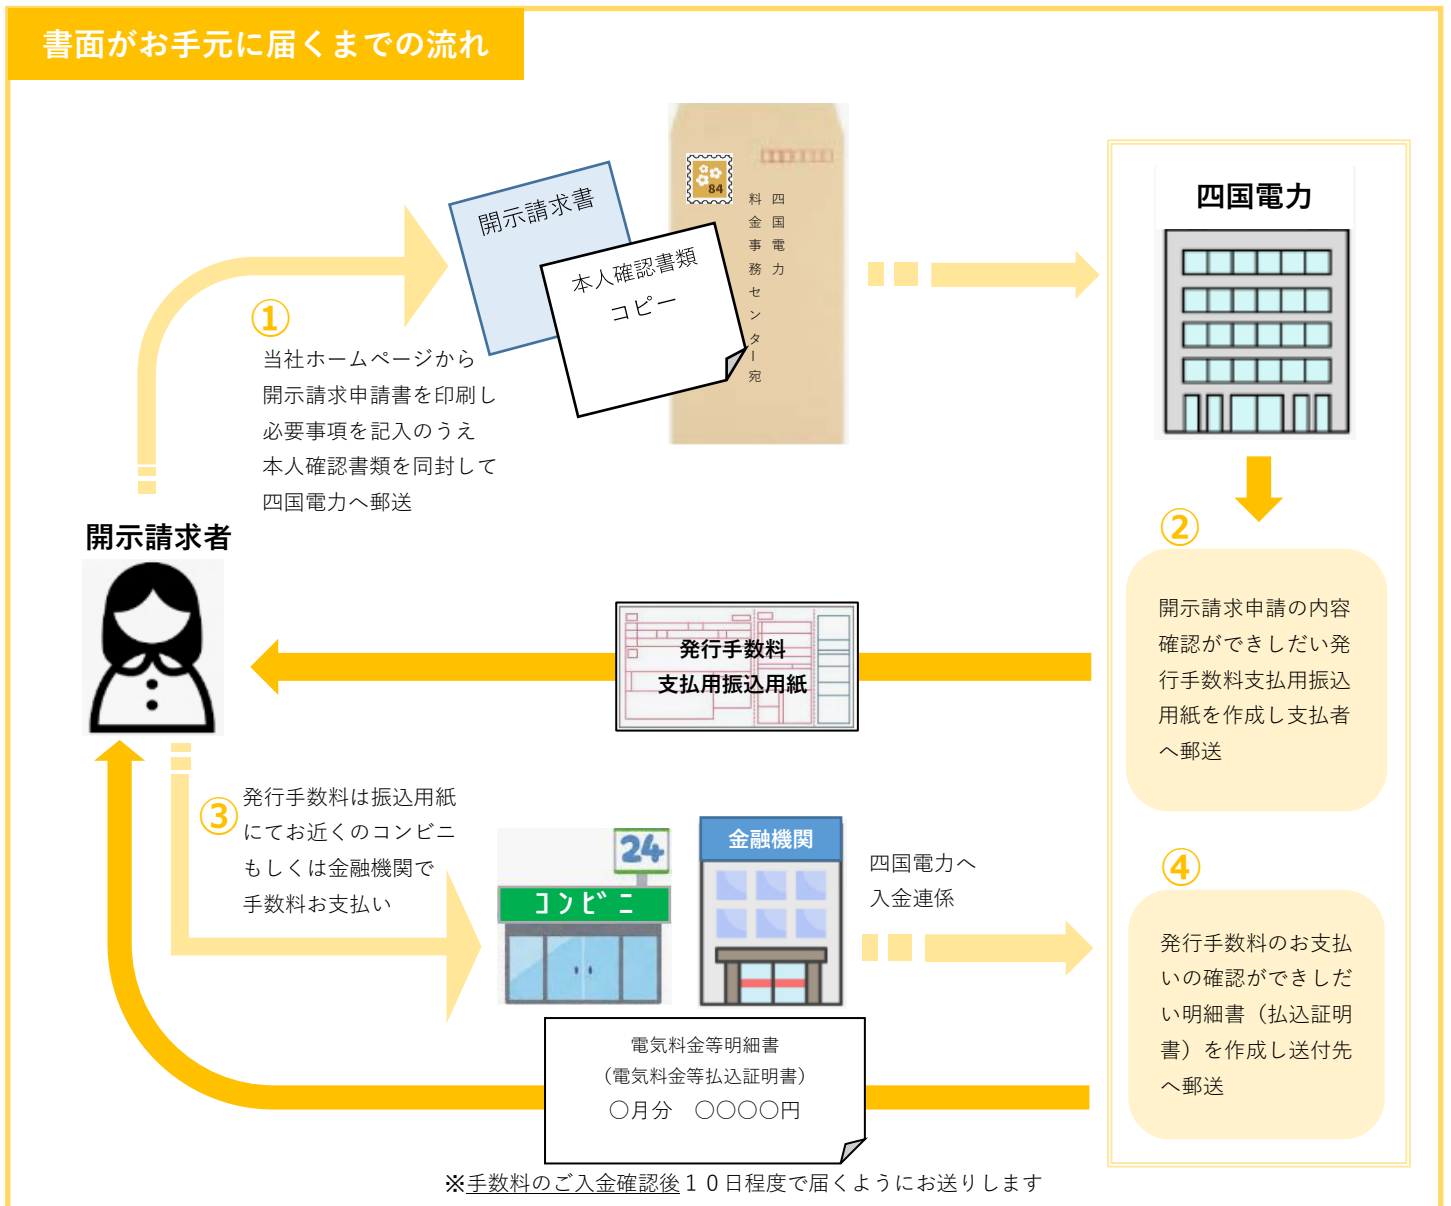 書面がお手元に届くまでの流れ
開示請求書
本人確認書類
コピー
84
四国電力
料金事務センター宛
四国電力
①
当社ホームページから
開示請求申請書を印刷し
必要事項を記入のうえ
本人確認書類を同封して
四国電力へ郵送
開示請求者
②
開示請求申請の内容
確認ができしだい発
行手数料支払用振込
用紙を作成し支払者
へ郵送
発行手数料
支払用振込用紙
③
発行手数料は振込用紙
にてお近くのコンビニ
もしくは金融機関で
手数料お支払い
24
コンビニ
金融機関
四国電力へ
入金連係
④
発行手数料のお支払
いの確認ができしだ
い明細書（払込証明
書）を作成し送付先
へ郵送
電気料金等明細書
（電気料金等払込証明書）
○月分　○○○○円
※手数料のご入金確認後１０日程度で届くようにお送りします